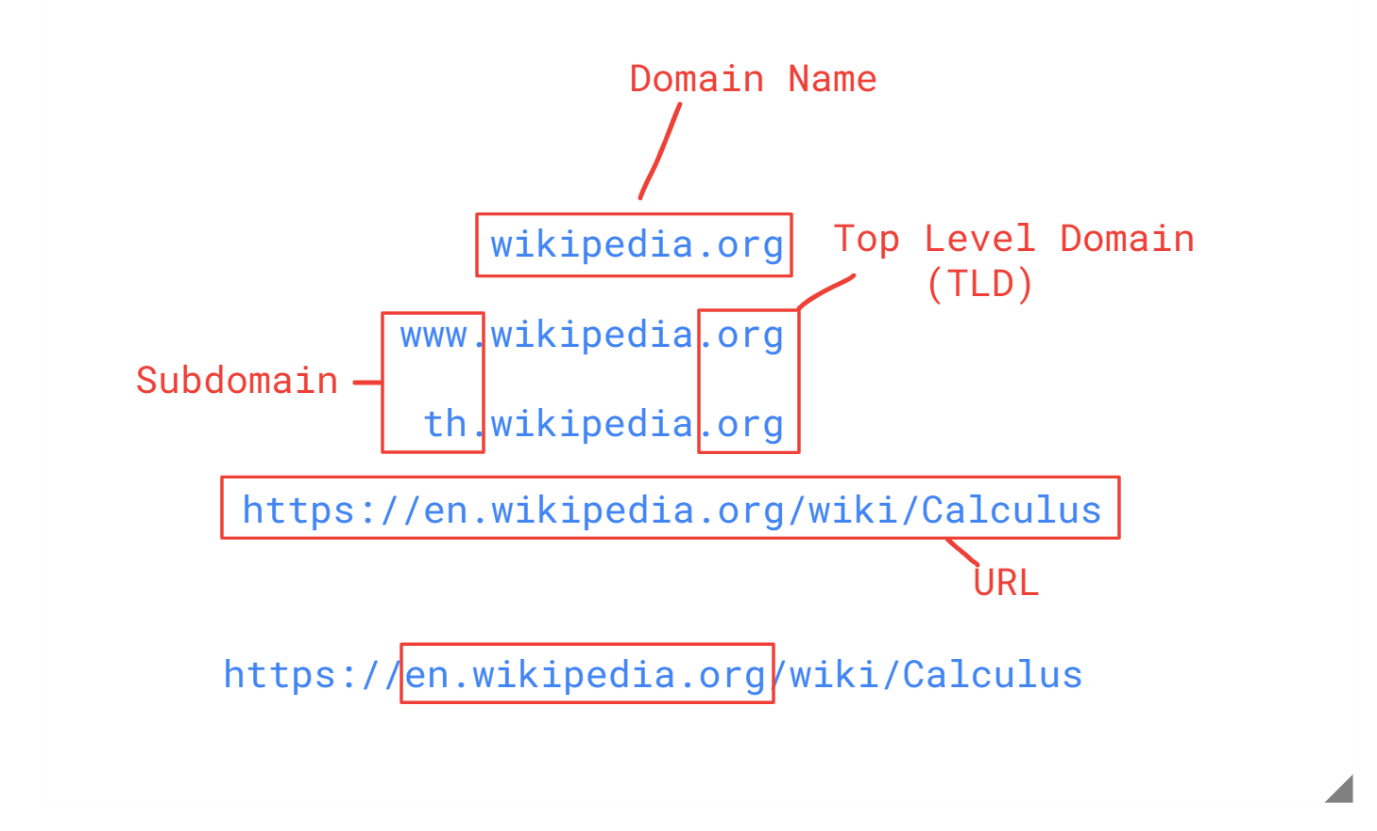 Domain Name
wikipedia.org
Top Level Domain
(TLD)
www.wikipedia.org
Subdomain
th.wikipedia.org
https://en.wikipedia.org/wiki/Calculus
URL
https://en.wikipedia.org/wiki/Calculus